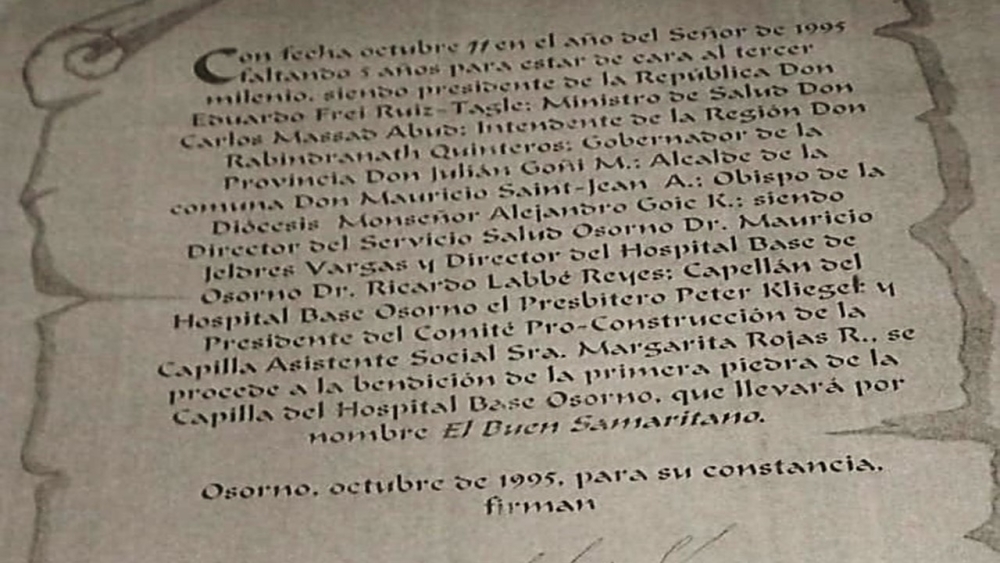 Con fecha octubre 11 en el año del Señor de 1995
faltando 5 años para estar de cara al tercer
milenio, siendo presidente de la República Don
Eduardo Frei Ruiz-Tagle; Ministro de Salud Don
Carlos Massad Abud; Intendente de la Región Don
Rabindranath Quinteros; Gobernador de la
Provincia Don Julián Goñi M.; Alcalde de la
comuna Don Mauricio Saint-Jean A.; Obispo de la
Diócesis Monseñor Alejandro Goic K.; siendo
Director del Servicio Salud Osorno Dr. Mauricio
Jeldres Vargas y Director del Hospital Base de
Osorno Dr. Ricardo Labbé Reyes; Capellán del
Hospital Base Osorno el Presbitero Peter Kliegel; y
Presidente del Comité Pro-Construcción de la
Capilla Asistente Social Sra. Margarita Rojas R., se
procede a la bendición de la primera piedra de la
Capilla del Hospital Base Osorno, que llevará por
nombre El Buen Samaritano.
Osorno, octubre de 1995, para su constancia,
firman